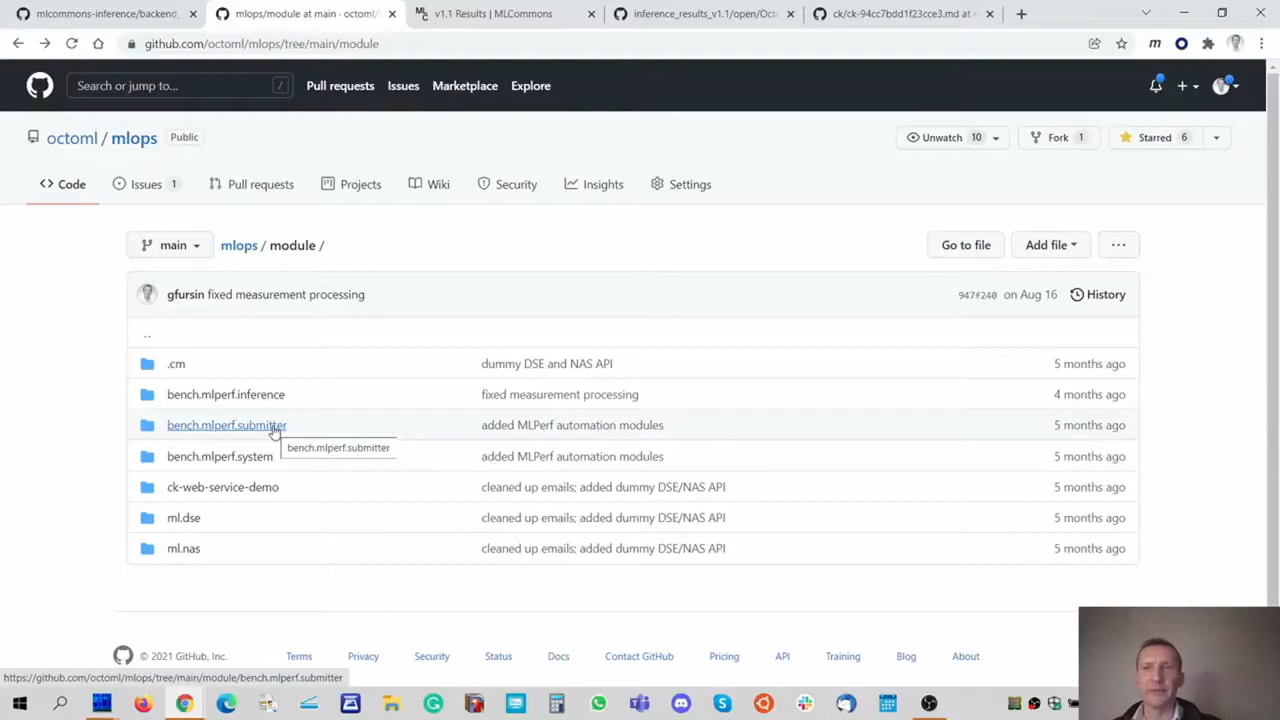 mlcommons-inference/backend_
mlops/module at main · octoml/
v1.1 Results | MLCommons
inference_results_v1.1/open/Oct
ck/ck-94cc7bdd1f23cce3.md at
github.com/octoml/mlops/tree/main/module
Search or jump to...
/
Pull requests
Issues
Marketplace
Explore
octoml / mlops
Public
Unwatch 10
Fork 1
Starred 6
Code
Issues 1
Pull requests
Projects
Wiki
Security
Insights
Settings
main
mlops / module /
Go to file
Add file
gfursin fixed measurement processing
947f240 on Aug 16
History
..
.cm
dummy DSE and NAS API
5 months ago
bench.mlperf.inference
fixed measurement processing
4 months ago
bench.mlperf.submitter
added MLPerf automation modules
5 months ago
bench.mlperf.submitter
bench.mlperf.system
added MLPerf automation modules
5 months ago
ck-web-service-demo
cleaned up emails; added dummy DSE/NAS API
5 months ago
ml.dse
cleaned up emails; added dummy DSE/NAS API
5 months ago
ml.nas
cleaned up emails; added dummy DSE/NAS API
5 months ago
© 2021 GitHub, Inc.
Terms
Privacy
Security
Status
Docs
Contact GitHub
Pricing
API
Training
Blog
About
https://github.com/octoml/mlops/tree/main/module/bench.mlperf.submitter